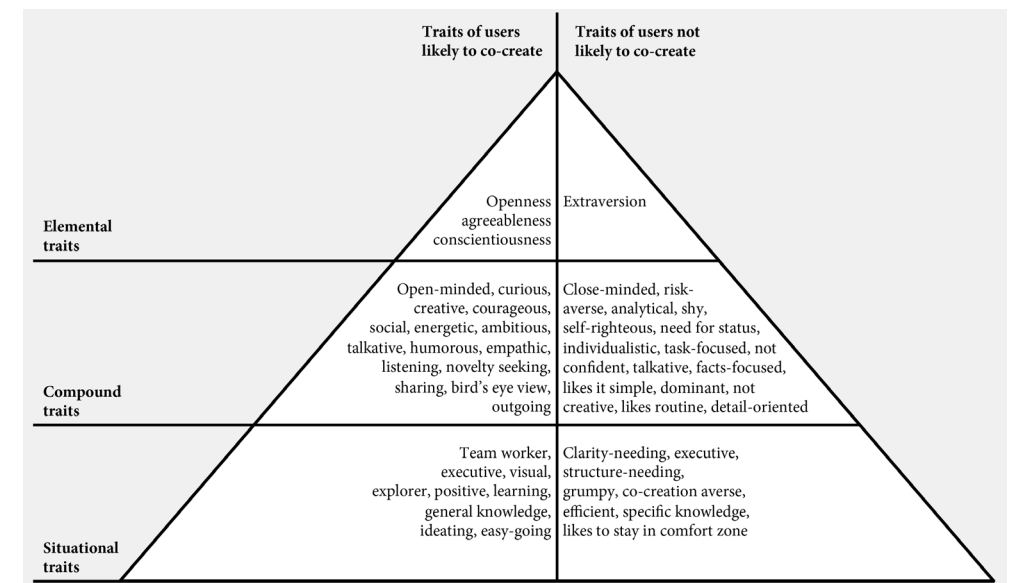 Traits of users
likely to co-create
Traits of users not
likely to co-create
Elemental
traits
Openness
agreeableness
conscientiousness
Extraversion
Compound
traits
Open-minded, curious,
creative, courageous,
social, energetic, ambitious,
talkative, humorous, empathic,
listening, novelty seeking,
sharing, bird's eye view,
outgoing
Close-minded, risk-
averse, analytical, shy,
self-righteous, need for status,
individualistic, task-focused, not
confident, talkative, facts-focused,
likes it simple, dominant, not
creative, likes routine, detail-oriented
Situational
traits
Team worker,
executive, visual,
explorer, positive, learning,
general knowledge,
ideating, easy-going
Clarity-needing, executive,
structure-needing,
grumpy, co-creation averse,
efficient, specific knowledge,
likes to stay in comfort zone